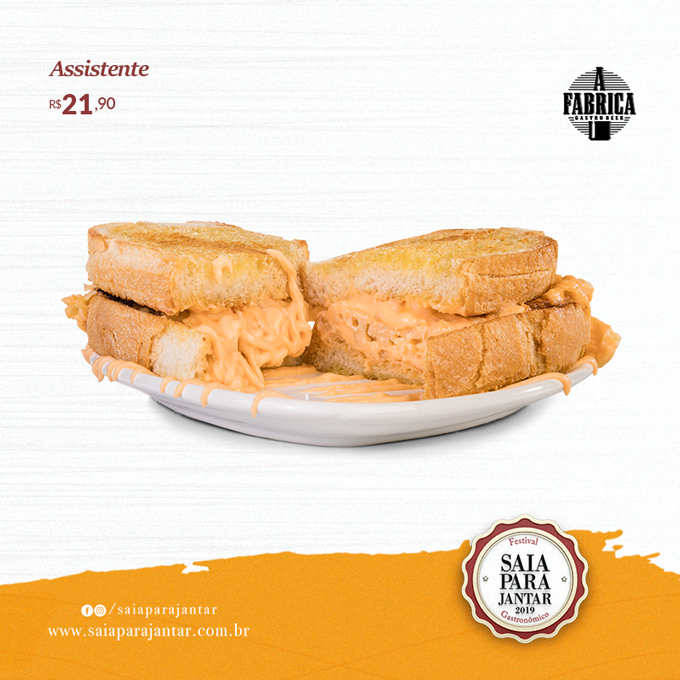 Assistente
R$21,90
A
FABRICA
GASTRO BEER
Festival
SAIA
PARA
JANTAR
2019
Gastronômico
/saiaparajantar
www.saiaparajantar.com.br